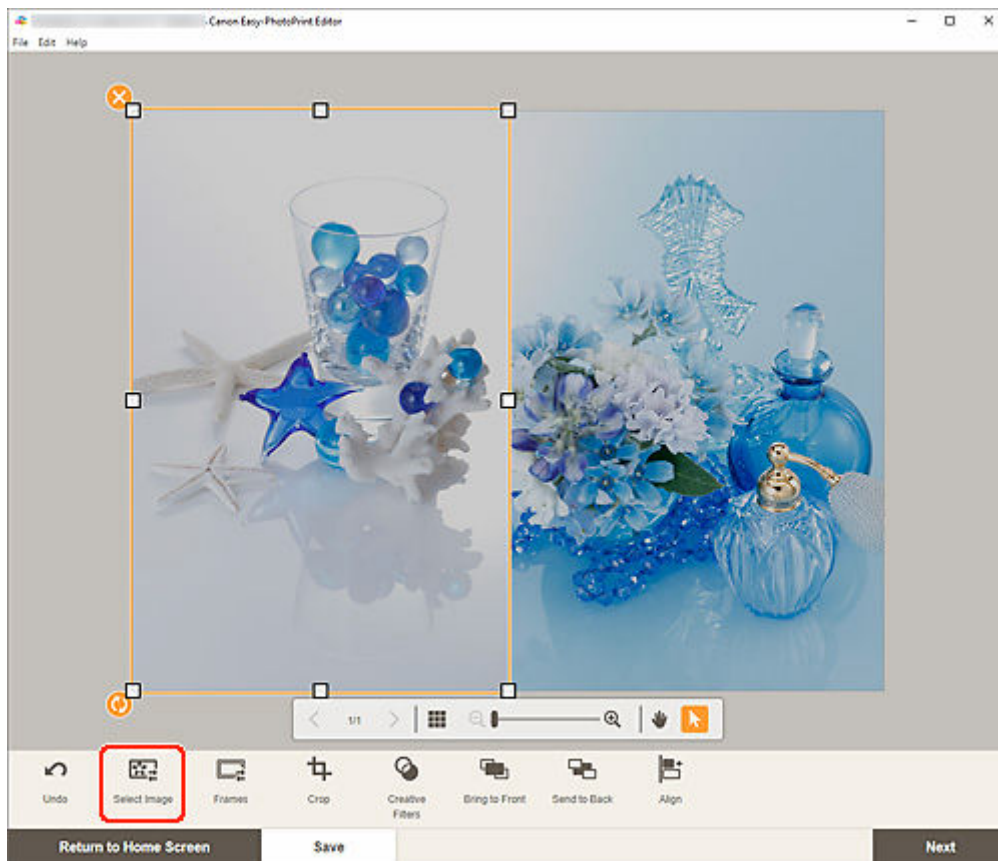 - Canon Easy-PhotoPrint Editor
File Edit Help
1/1
Undo
Select Image
Frames
Crop
Creative
Filters
Bring to Front
Send to Back
Align
Return to Home Screen
Save
Next